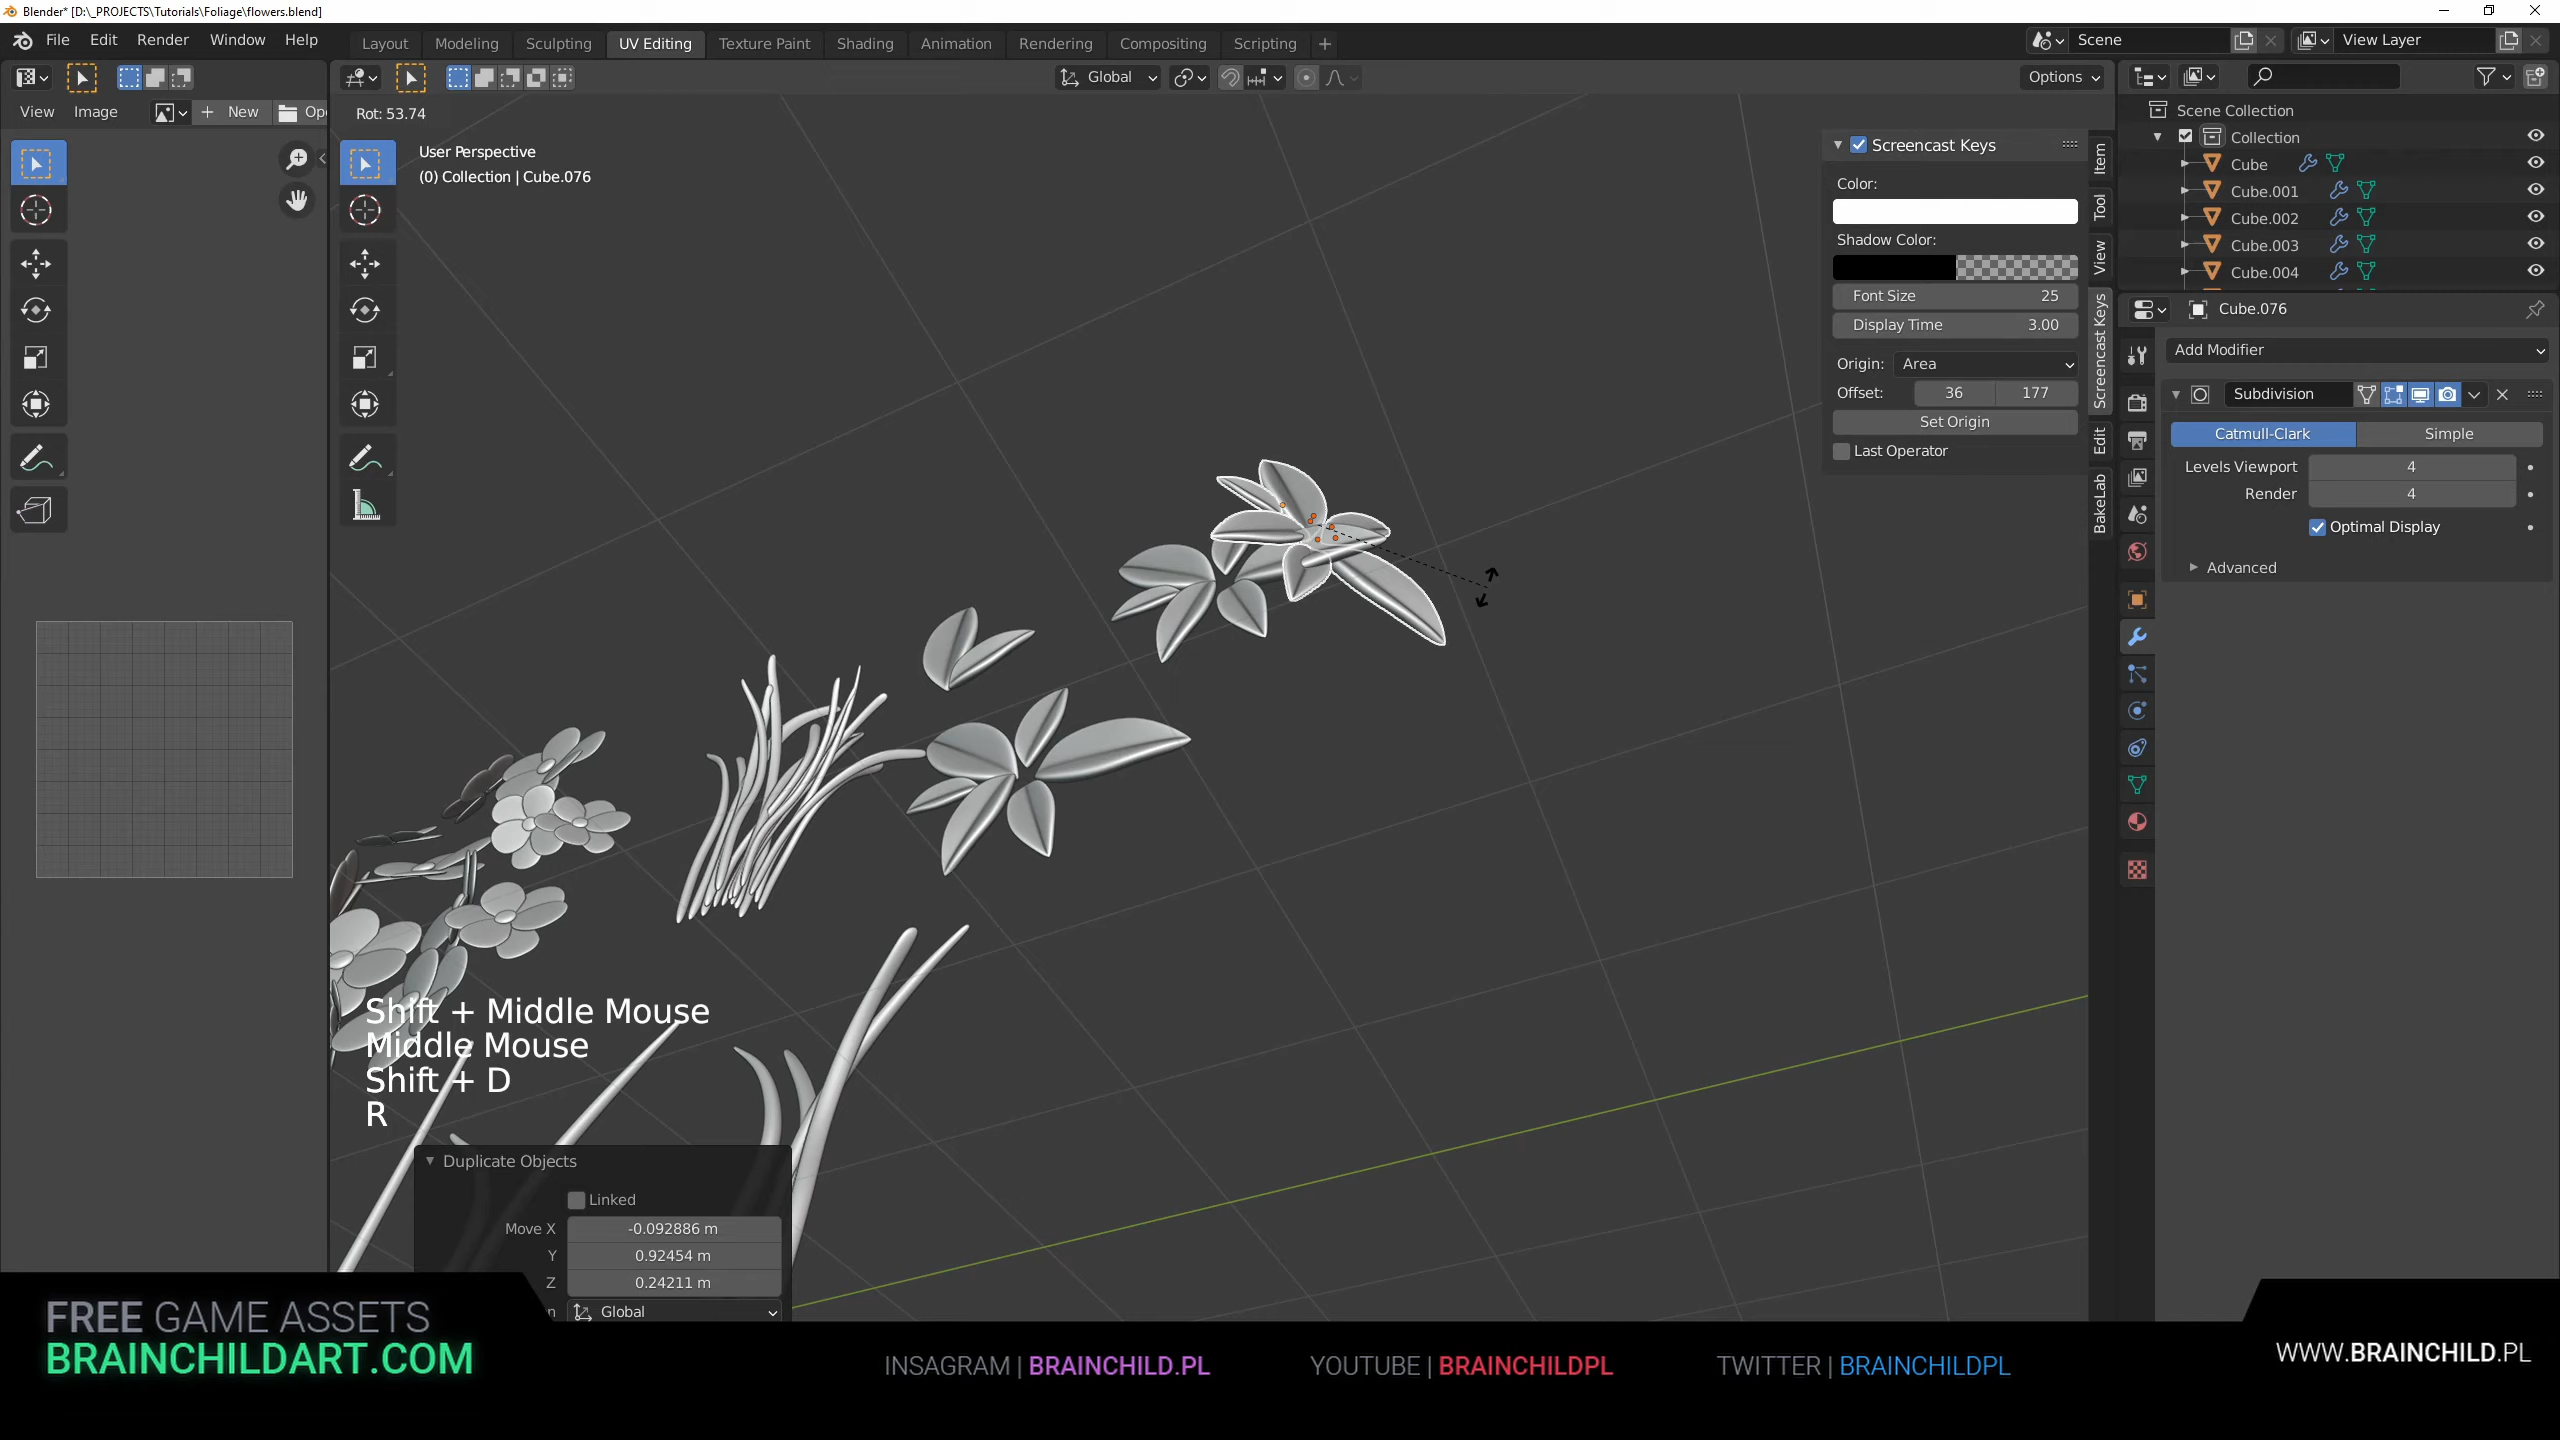 Blender* [D:\_PROJECTS\Tutorials\Foliage\flowers.blend]
File Edit Render Window Help
Layout Modeling Sculpting UV Editing Texture Paint Shading Animation Rendering Compositing Scripting +
Scene
View Layer
Global
Options
View Image
+ New
Rot: 53.74
User Perspective
(0) Collection | Cube.076
Screencast Keys
Color:
Shadow Color:
Font Size 25
Display Time 3.00
Origin: Area
Offset: 36 177
Set Origin
Last Operator
Item
Tool
View
Screencast Keys
Edit
BakeLab
Scene Collection
Collection
Cube
Cube.001
Cube.002
Cube.003
Cube.004
Cube.076
Add Modifier
Subdivision
Catmull-Clark Simple
Levels Viewport 4
Render 4
Optimal Display
Advanced
Shift + Middle Mouse
Middle Mouse
Shift + D
R
Duplicate Objects
Linked
Move X -0.092886 m
Y 0.92454 m
Z 0.24211 m
Global
FREE GAME ASSETS
BRAINCHILDART.COM
INSAGRAM | BRAINCHILD.PL
YOUTUBE | BRAINCHILDPL
TWITTER | BRAINCHILDPL
WWW.BRAINCHILD.PL